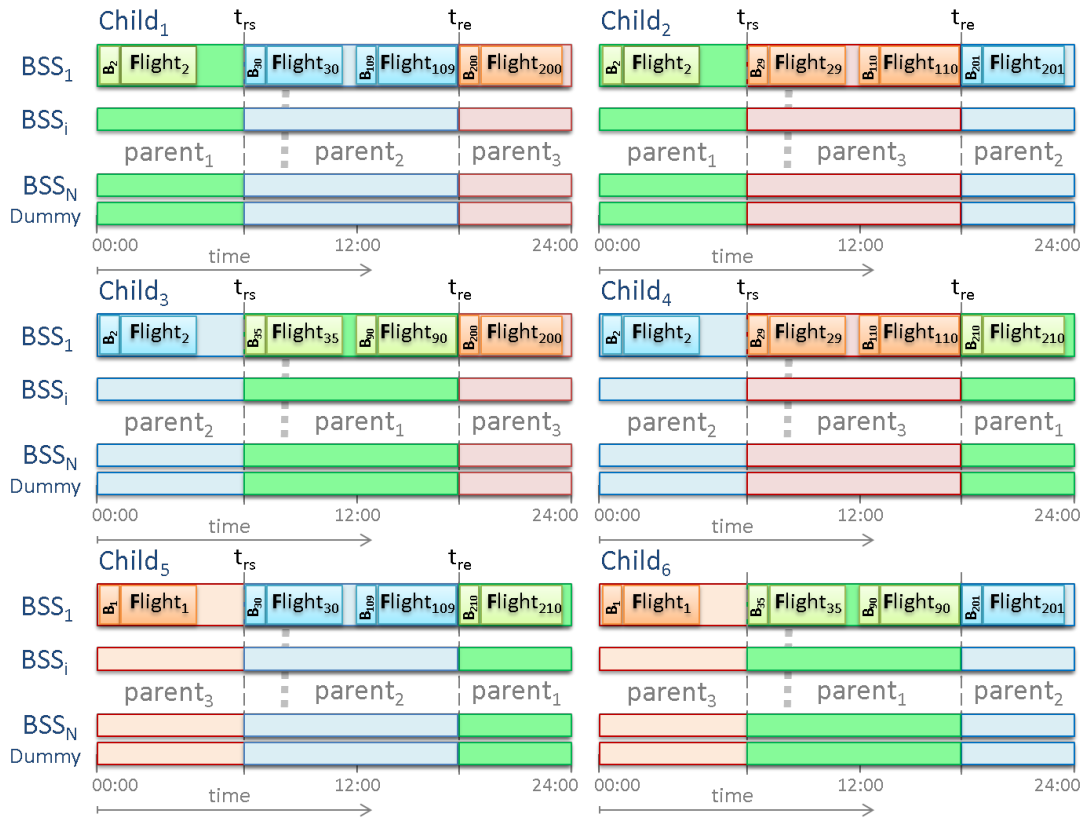 Child₁ tᵣₛ tᵣₑ
BSS₁ B₂ Flight₂ B₃₀ Flight₃₀ B₁₀₉ Flight₁₀₉ B₂₀₀ Flight₂₀₀
BSSᵢ
parent₁ parent₂ parent₃
BSS_N
Dummy
00:00 12:00 24:00
time
Child₂ tᵣₛ tᵣₑ
B₂ Flight₂ B₂₉ Flight₂₉ B₁₁₀ Flight₁₁₀ B₂₀₁ Flight₂₀₁
parent₁ parent₃ parent₂
00:00 12:00 24:00
time
Child₃ tᵣₛ tᵣₑ
BSS₁ B₂ Flight₂ B₃₅ Flight₃₅ B₉₀ Flight₉₀ B₂₀₀ Flight₂₀₀
BSSᵢ
parent₂ parent₁ parent₃
BSS_N
Dummy
00:00 12:00 24:00
time
Child₄ tᵣₛ tᵣₑ
B₂ Flight₂ B₂₉ Flight₂₉ B₁₁₀ Flight₁₁₀ B₂₁₀ Flight₂₁₀
parent₂ parent₃ parent₁
00:00 12:00 24:00
time
Child₅ tᵣₛ tᵣₑ
BSS₁ B₁ Flight₁ B₃₀ Flight₃₀ B₁₀₉ Flight₁₀₉ B₂₁₀ Flight₂₁₀
BSSᵢ
parent₃ parent₂ parent₁
BSS_N
Dummy
00:00 12:00 24:00
time
Child₆
B₁ Flight₁ B₃₅ Flight₃₅ B₉₀ Flight₉₀ B₂₀₁ Flight₂₀₁
parent₃ parent₁ parent₂
00:00 12:00 24:00
time